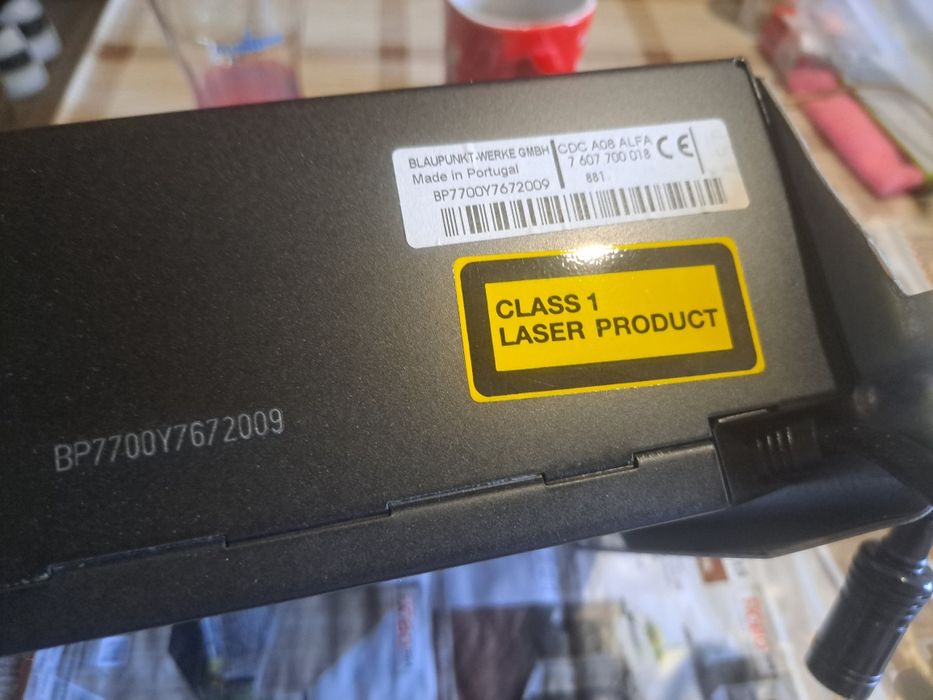 BLAUPUNKT-WERKE GMBH
Made in Portugal
BP7700Y7672009
CDC A08 ALFA
7 607 700 018
881
CE
CLASS 1
LASER PRODUCT
BP7700Y7672009